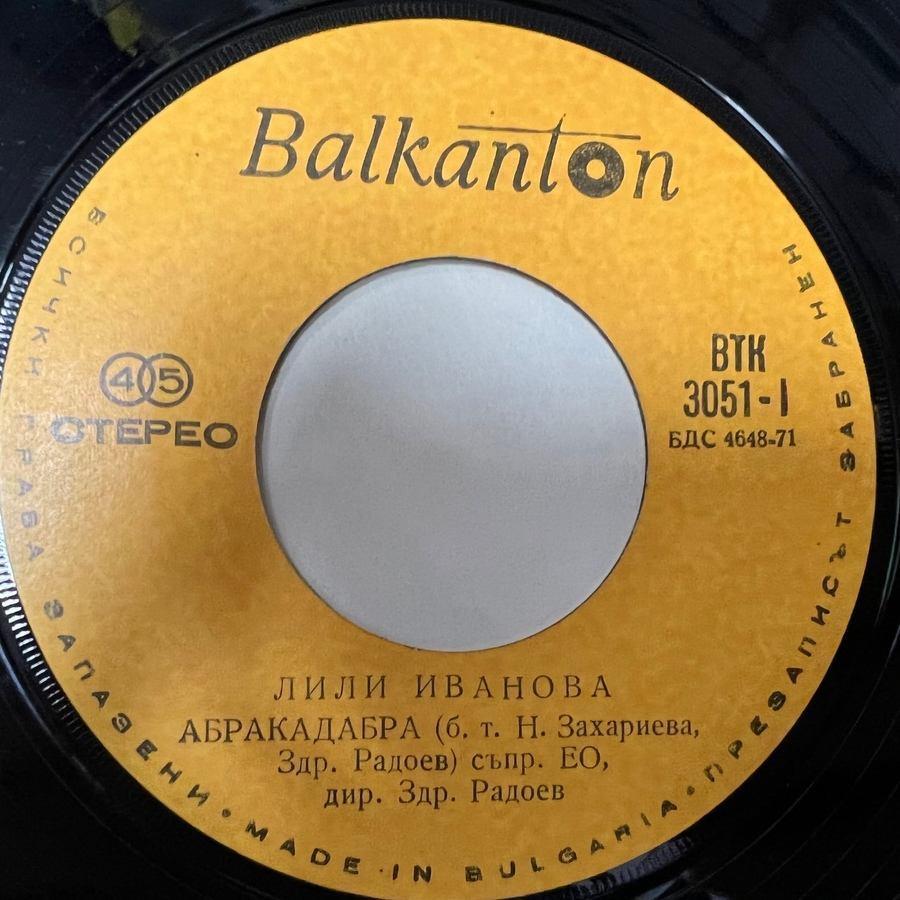 Balkanton
45
СТЕРЕО
ВТК
3051-1
БДС 4648-71
ЛИЛИ ИВАНОВА
АБРАКАДАБРА (б. т. Н. Захариева,
Здр. Радоев) съпр. ЕО,
дир. Здр. Радоев
ВСИЧКИ ПРАВА ЗАПАЗЕНИ • MADE IN BULGARIA • ПРЕЗАПИСЪТ ЗАБРАНЕН